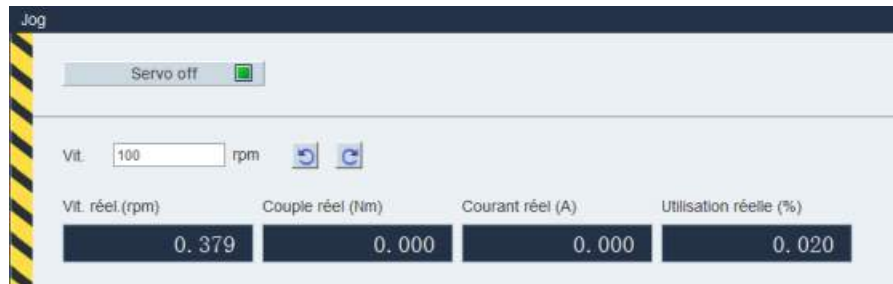 Jog
Servo off
Vit. 100 rpm
Vit. réel.(rpm) Couple réel (Nm) Courant réel (A) Utilisation réelle (%)
0.379 0.000 0.000 0.020